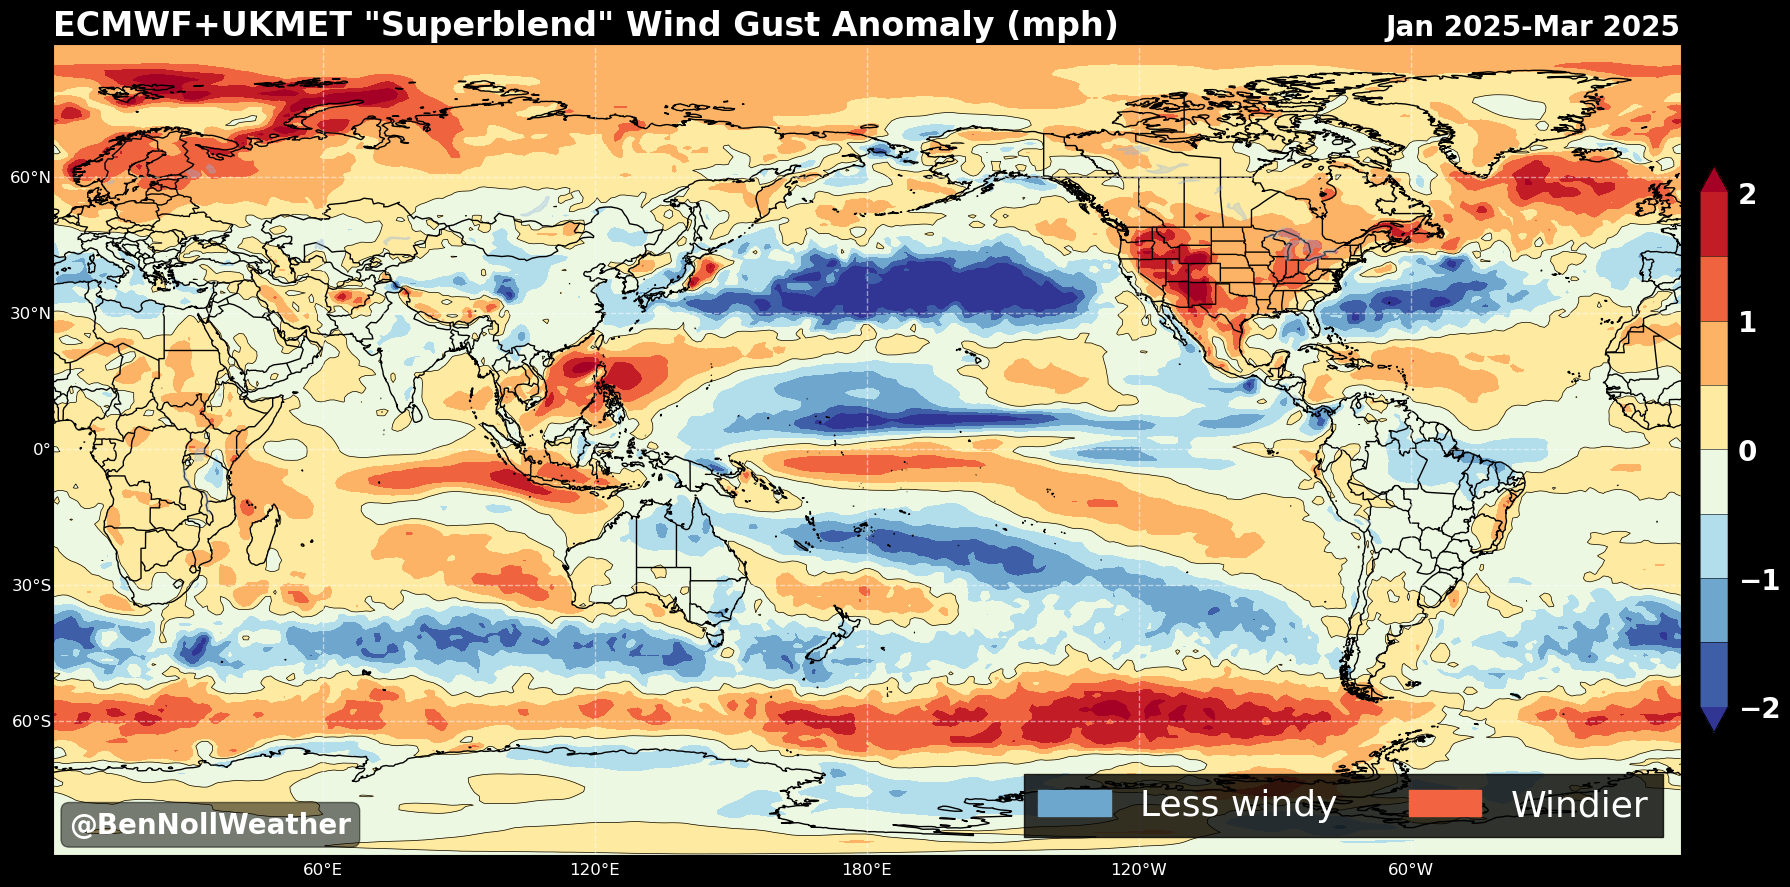 ECMWF+UKMET "Superblend" Wind Gust Anomaly (mph)
Jan 2025-Mar 2025
60°N
30°N
0°
30°S
60°S
2
1
0
−1
−2
Less windy
Windier
@BenNollWeather
60°E
120°E
180°E
120°W
60°W